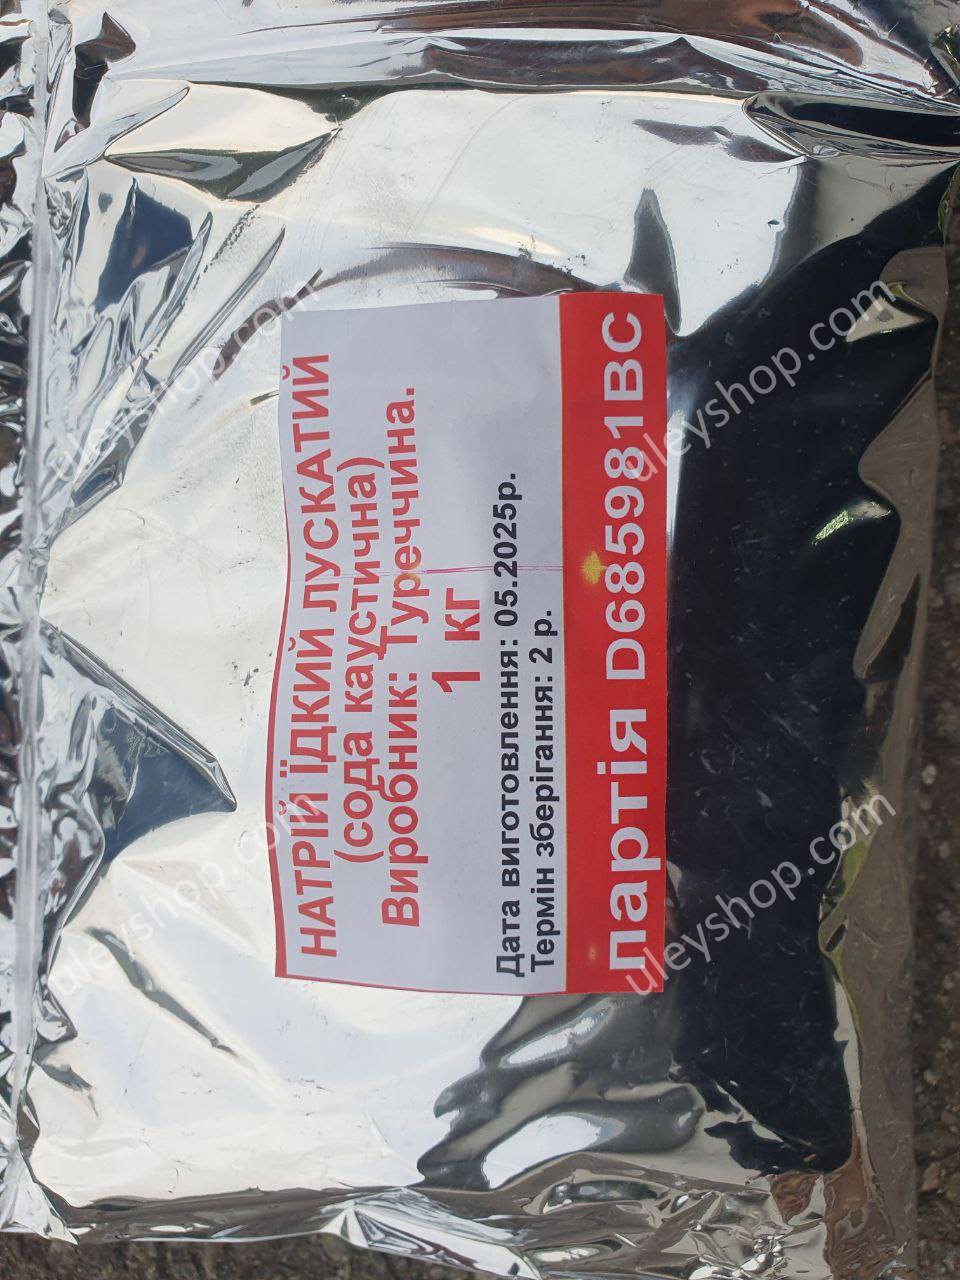 НАТРІЙ ЇДКИЙ ЛУСКАТИЙ
(сода каустична)
Виробник: Туреччина.
1 кг
Дата виготовлення: 05.2025р.
Термін зберігання: 2 р.
Партія D685981BC
uleyshop.com
uleyshop.com
uleyshop.com
uleyshop.com